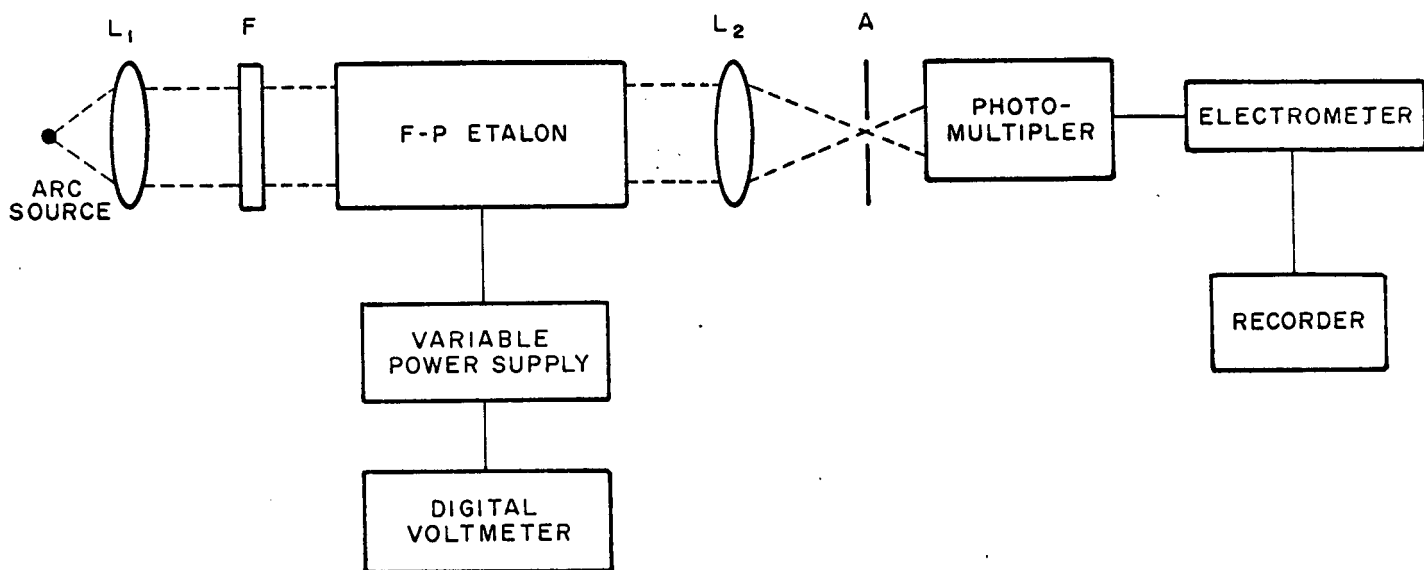 L1 F L2 A
ARC
SOURCE
F-P ETALON
PHOTO-
MULTIPLER
ELECTROMETER
VARIABLE
POWER SUPPLY
RECORDER
DIGITAL
VOLTMETER